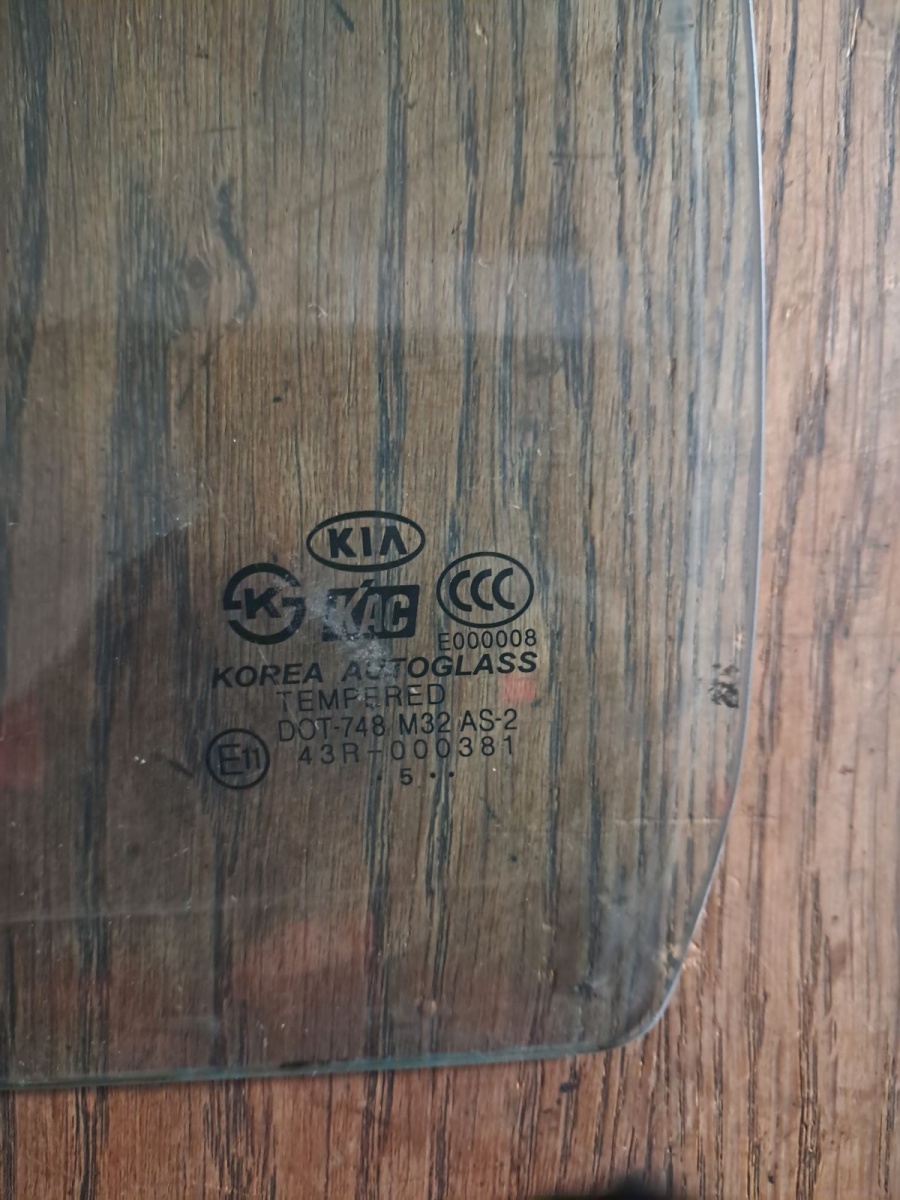 KIA
K
KAC
CCC
E000008
KOREA AUTOGLASS
TEMPERED
DOT-748 M32 AS-2
E11
43R-000381
. 5 . .